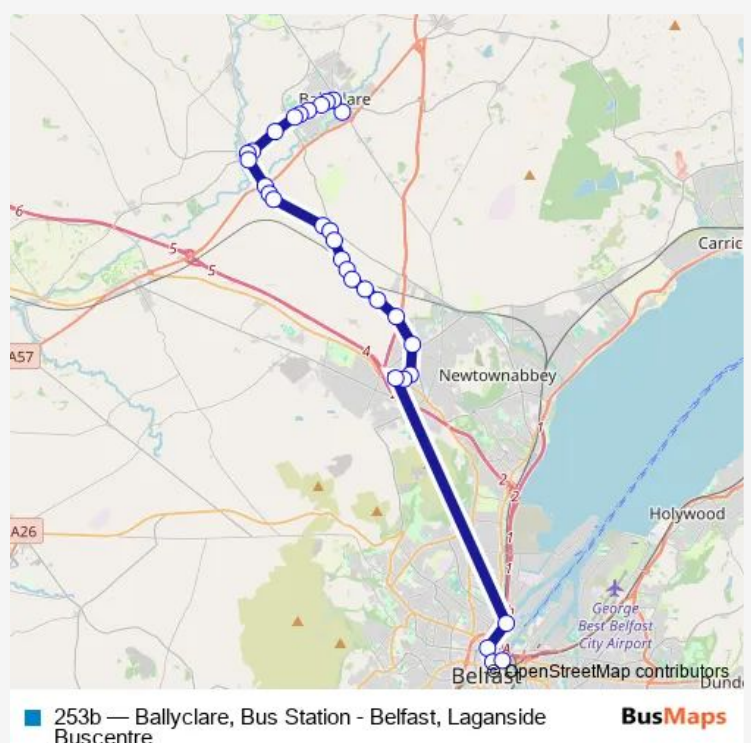 Ballyclare
6
5
5
Carric
A57
4
Newtownabbey
1
2
2
Holywood
A26
1
1
George
Best Belfast
City Airport
Belfast
© OpenStreetMap contributors
Dund
253b — Ballyclare, Bus Station - Belfast, Laganside
Buscentre
BusMaps